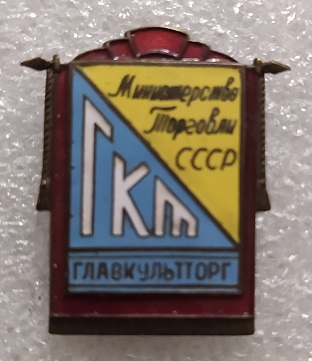 Министерство
Торговли
СССР
ГКТ
ГЛАВКУЛЬТТОРГ